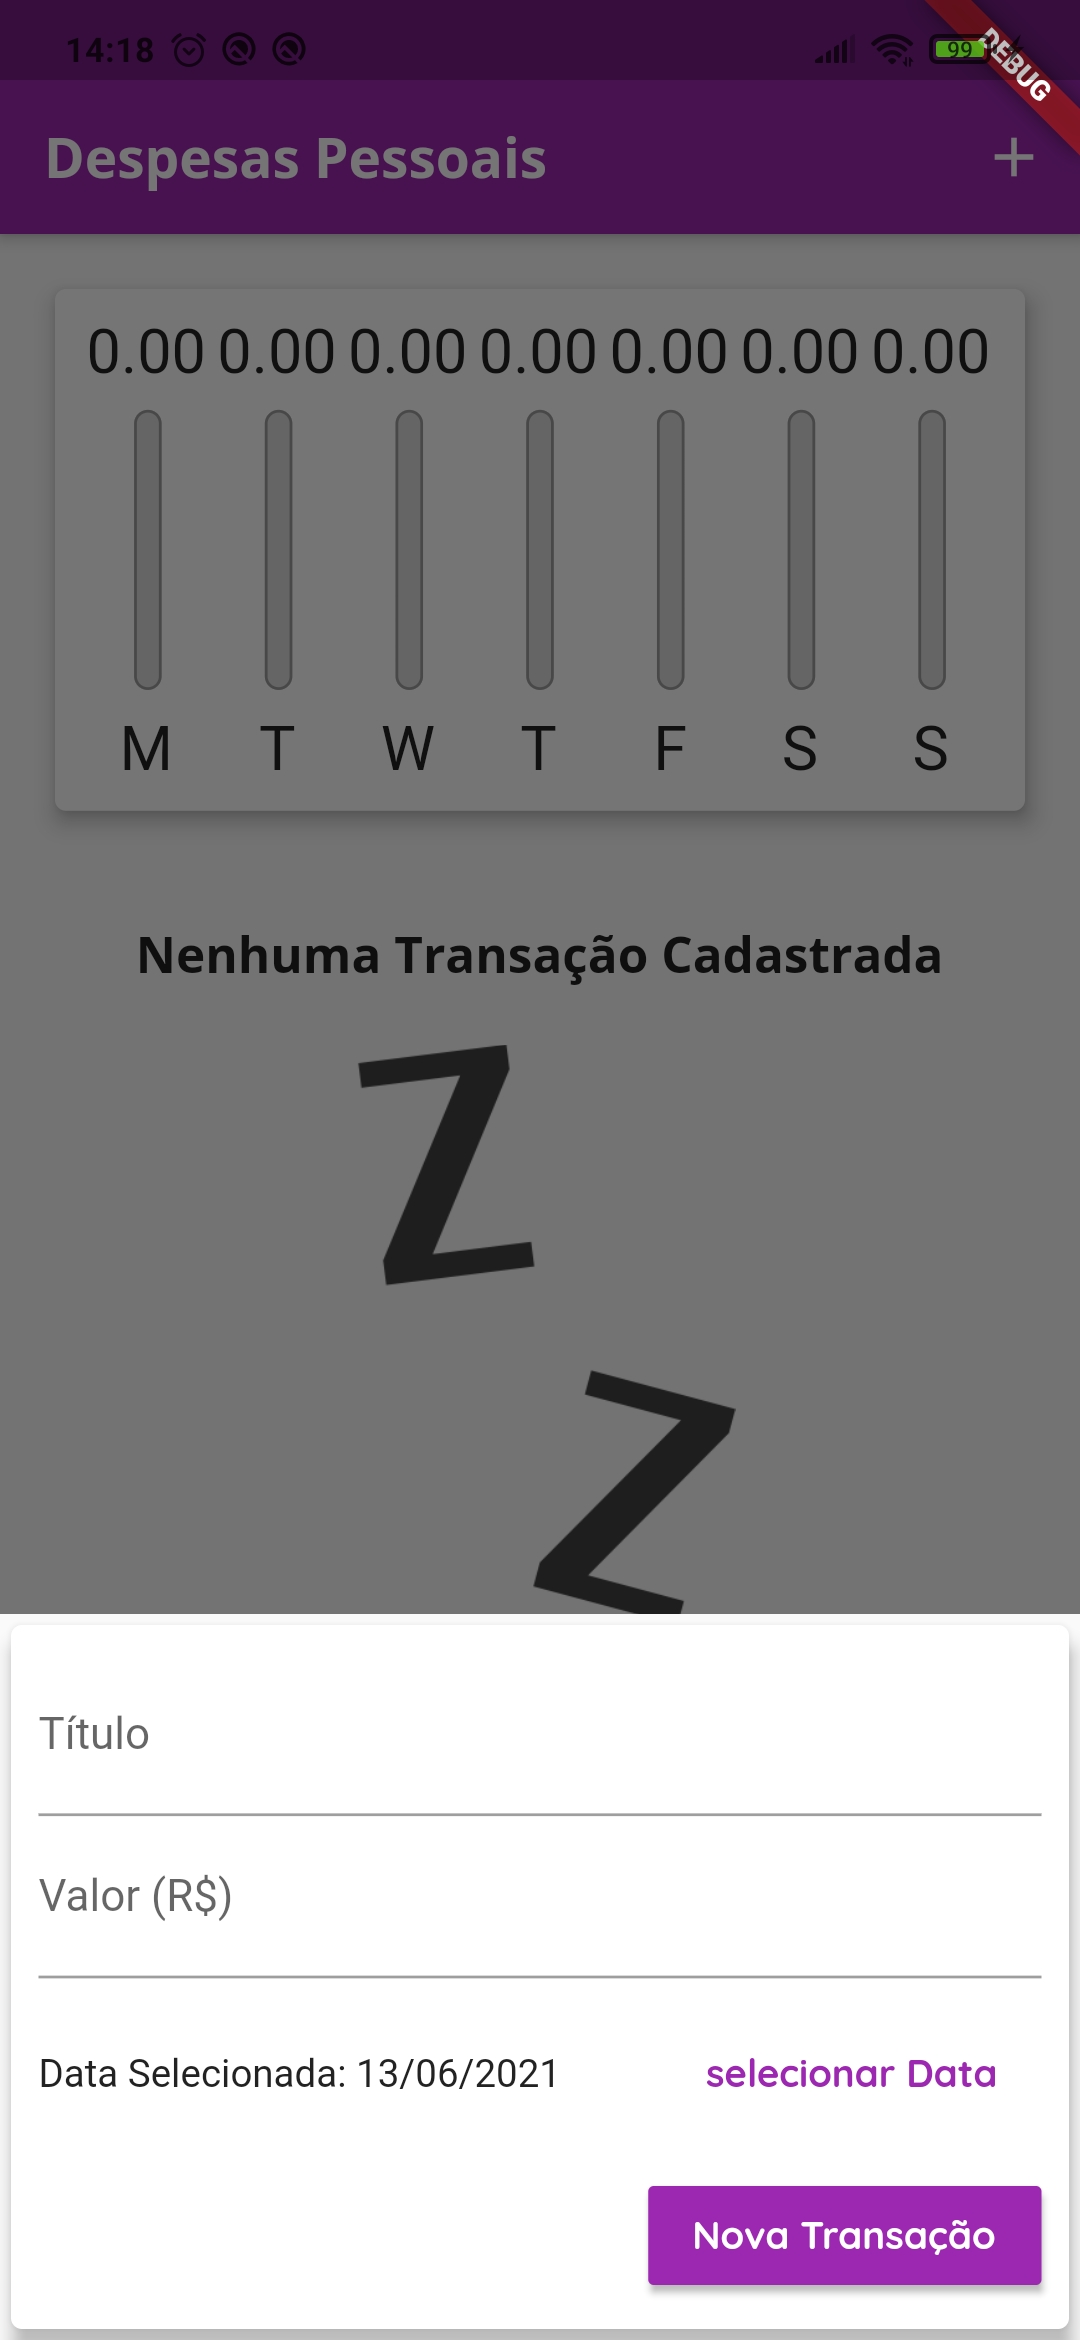 14:18
99
DEBUG
Despesas Pessoais
0.00 0.00 0.00 0.00 0.00 0.00 0.00
M T W T F S S
Nenhuma Transação Cadastrada
Z
Z
Título
Valor (R$)
Data Selecionada: 13/06/2021 selecionar Data
Nova Transação